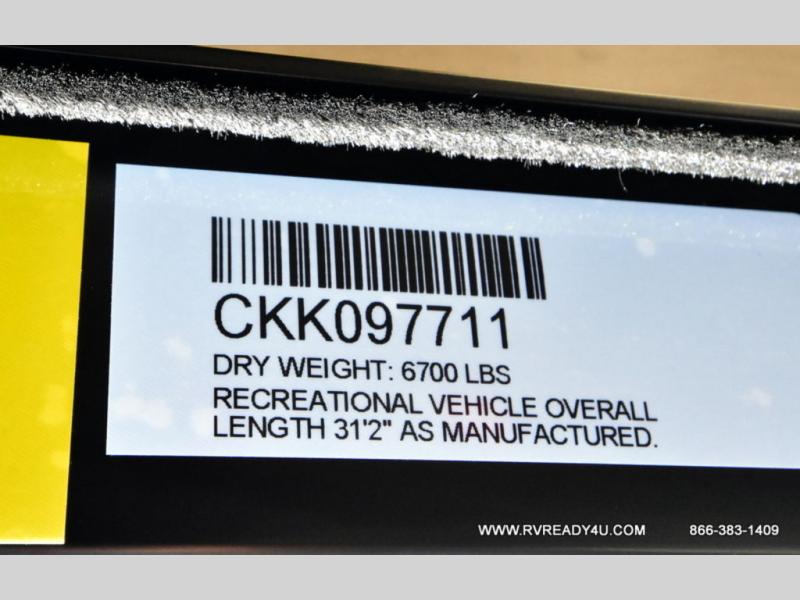 CKK097711
DRY WEIGHT: 6700 LBS
RECREATIONAL VEHICLE OVERALL
LENGTH 31'2" AS MANUFACTURED.
WWW.RVREADY4U.COM 866-383-1409